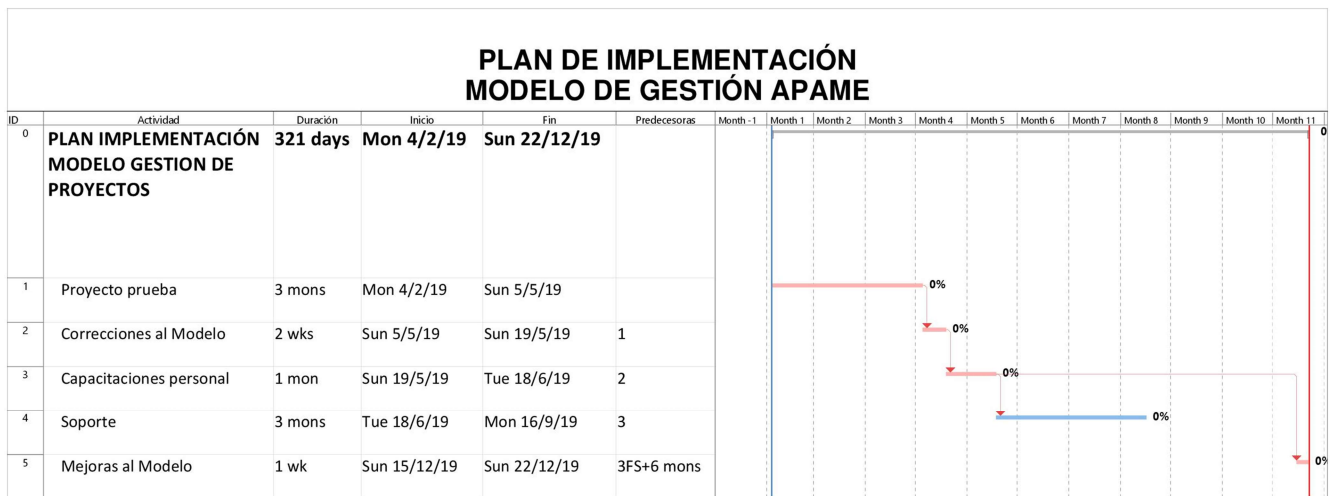 PLAN DE IMPLEMENTACIÓN
MODELO DE GESTIÓN APAME
ID Actividad Duración Inicio Fin Predecesoras Month -1 Month 1 Month 2 Month 3 Month 4 Month 5 Month 6 Month 7 Month 8 Month 9 Month 10 Month 11
0 PLAN IMPLEMENTACIÓN 321 days Mon 4/2/19 Sun 22/12/19 0
MODELO GESTION DE
PROYECTOS
1 Proyecto prueba 3 mons Mon 4/2/19 Sun 5/5/19 0%
2 Correcciones al Modelo 2 wks Sun 5/5/19 Sun 19/5/19 1 0%
3 Capacitaciones personal 1 mon Sun 19/5/19 Tue 18/6/19 2 0%
4 Soporte 3 mons Tue 18/6/19 Mon 16/9/19 3 0%
5 Mejoras al Modelo 1 wk Sun 15/12/19 Sun 22/12/19 3FS+6 mons 0%